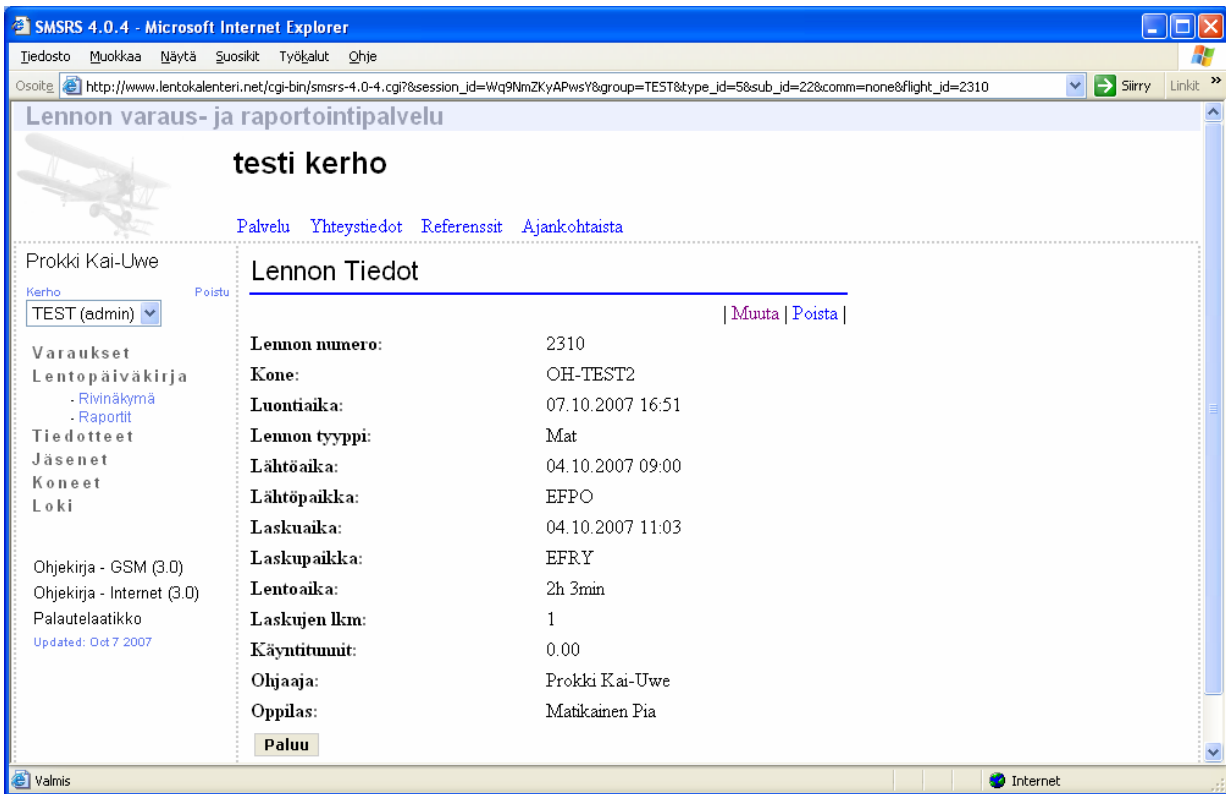 SMSRS 4.0.4 - Microsoft Internet Explorer
Tiedosto Muokkaa Näytä Suosikit Työkalut Ohje
Osoite http://www.lentokalenteri.net/cgi-bin/smsrs-4.0-4.cgi?&session_id=Wq9NmZKyAPwsY&group=TEST&type_id=5&sub_id=22&comm=none&flight_id=2310 Siirry Linkit »
Lennon varaus- ja raportointipalvelu
testi kerho
Palvelu Yhteystiedot Referenssit Ajankohtaista
Prokki Kai-Uwe
Kerho Poistu
TEST (admin)
Varaukset
Lentopäiväkirja
- Rivinäkymä
- Raportit
Tiedotteet
Jäsenet
Koneet
Loki
Ohjekirja - GSM (3.0)
Ohjekirja - Internet (3.0)
Palautelaatikko
Updated: Oct 7 2007
Lennon Tiedot
| Muuta | Poista |
Lennon numero: 2310
Kone: OH-TEST2
Luontiaika: 07.10.2007 16:51
Lennon tyyppi: Mat
Lähtöaika: 04.10.2007 09:00
Lähtöpaikka: EFPO
Laskuaika: 04.10.2007 11:03
Laskupaikka: EFRY
Lentoaika: 2h 3min
Laskujen lkm: 1
Käyntitunnit: 0.00
Ohjaaja: Prokki Kai-Uwe
Oppilas: Matikainen Pia
Paluu
Valmis Internet